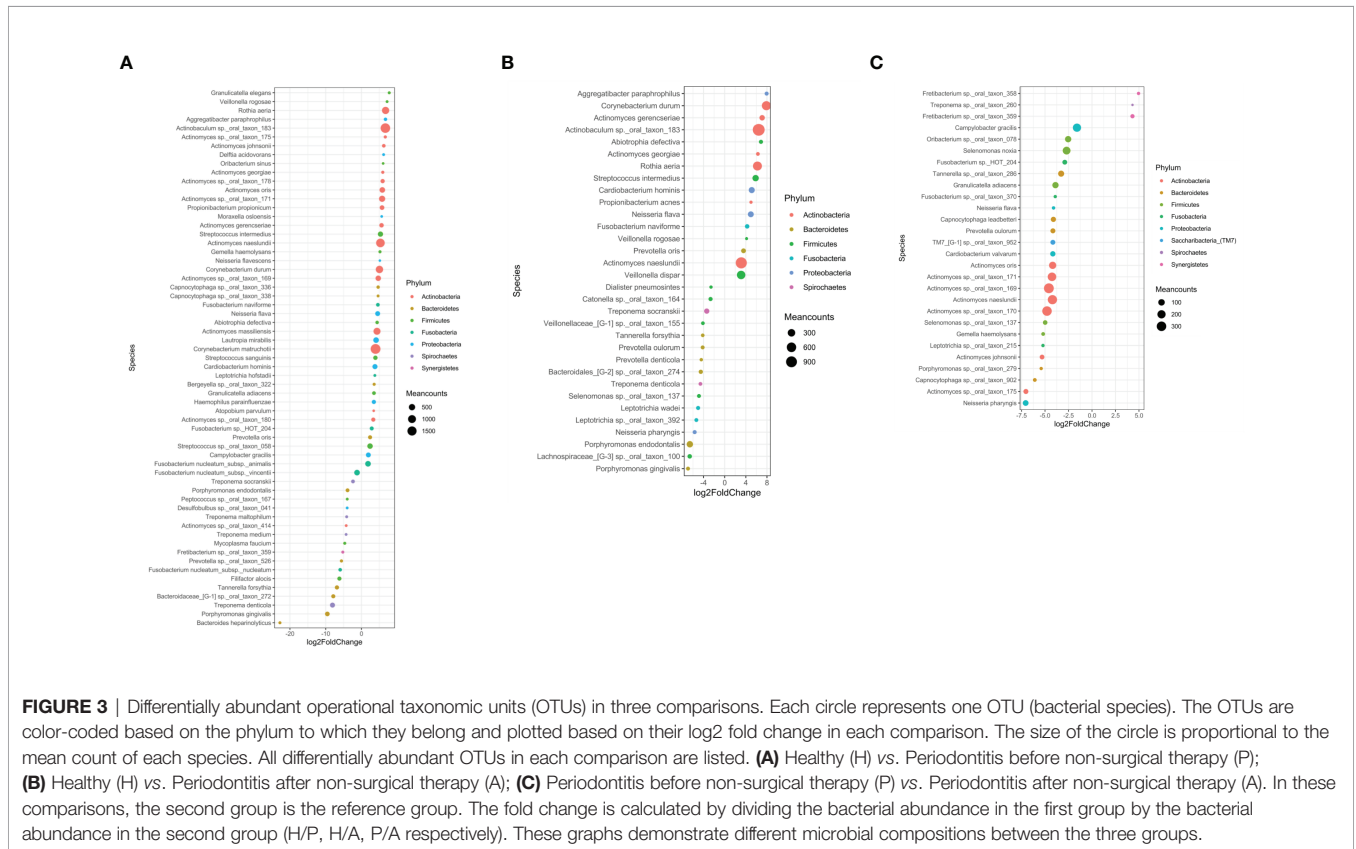 A
Species
Granulicatella elegans
Veillonella rogosae
Rothia aeria
Aggregatibacter paraphrophilus
Actinobaculum sp._oral_taxon_183
Actinomyces sp._oral_taxon_175
Actinomyces johnsonii
Delftia acidovorans
Oribacterium sinus
Actinomyces georgiae
Actinomyces sp._oral_taxon_178
Actinomyces oris
Actinomyces sp._oral_taxon_171
Propionibacterium propionicum
Moraxella osloensis
Actinomyces gerencseriae
Streptococcus intermedius
Actinomyces naeslundii
Gemella haemolysans
Neisseria flavescens
Corynebacterium durum
Actinomyces sp._oral_taxon_169
Capnocytophaga sp._oral_taxon_336
Capnocytophaga sp._oral_taxon_338
Fusobacterium naviforme
Neisseria flava
Abiotrophia defectiva
Actinomyces massiliensis
Lautropia mirabilis
Corynebacterium matruchotii
Streptococcus sanguinis
Cardiobacterium hominis
Leptotrichia hofstadii
Bergeyella sp._oral_taxon_322
Granulicatella adiacens
Haemophilus parainfluenzae
Atopobium parvulum
Actinomyces sp._oral_taxon_180
Fusobacterium sp._HOT_204
Prevotella oris
Streptococcus sp._oral_taxon_058
Campylobacter gracilis
Fusobacterium nucleatum_subsp._animalis
Fusobacterium nucleatum_subsp._vincentii
Treponema socranskii
Porphyromonas endodontalis
Peptococcus sp._oral_taxon_167
Desulfobulbus sp._oral_taxon_041
Treponema maltophilum
Actinomyces sp._oral_taxon_414
Treponema medium
Mycoplasma faucium
Fretibacterium sp._oral_taxon_359
Prevotella sp._oral_taxon_526
Fusobacterium nucleatum_subsp._nucleatum
Filifactor alocis
Tannerella forsythia
Bacteroidaceae_[G-1] sp._oral_taxon_272
Treponema denticola
Porphyromonas gingivalis
Bacteroides heparinolyticus
-20 -10 0
log2FoldChange
Phylum
Actinobacteria
Bacteroidetes
Firmicutes
Fusobacteria
Proteobacteria
Spirochaetes
Synergistetes
Meancounts
500
1000
1500
B
Species
Aggregatibacter paraphrophilus
Corynebacterium durum
Actinomyces gerencseriae
Actinobaculum sp._oral_taxon_183
Abiotrophia defectiva
Actinomyces georgiae
Rothia aeria
Streptococcus intermedius
Cardiobacterium hominis
Propionibacterium acnes
Neisseria flava
Fusobacterium naviforme
Veillonella rogosae
Prevotella oris
Actinomyces naeslundii
Veillonella dispar
Dialister pneumosintes
Catonella sp._oral_taxon_164
Treponema socranskii
Veillonellaceae_[G-1] sp._oral_taxon_155
Tannerella forsythia
Prevotella oulorum
Prevotella denticola
Bacteroidales_[G-2] sp._oral_taxon_274
Treponema denticola
Selenomonas sp._oral_taxon_137
Leptotrichia wadei
Leptotrichia sp._oral_taxon_392
Neisseria pharyngis
Porphyromonas endodontalis
Lachnospiraceae_[G-3] sp._oral_taxon_100
Porphyromonas gingivalis
-4 0 4 8
log2FoldChange
Phylum
Actinobacteria
Bacteroidetes
Firmicutes
Fusobacteria
Proteobacteria
Spirochaetes
Meancounts
300
600
900
C
Species
Fretibacterium sp._oral_taxon_358
Treponema sp._oral_taxon_260
Fretibacterium sp._oral_taxon_359
Campylobacter gracilis
Oribacterium sp._oral_taxon_078
Selenomonas noxia
Fusobacterium sp._HOT_204
Tannerella sp._oral_taxon_286
Granulicatella adiacens
Fusobacterium sp._oral_taxon_370
Neisseria flava
Capnocytophaga leadbetteri
Prevotella oulorum
TM7_[G-1] sp._oral_taxon_952
Cardiobacterium valvarum
Actinomyces oris
Actinomyces sp._oral_taxon_171
Actinomyces sp._oral_taxon_169
Actinomyces naeslundii
Actinomyces sp._oral_taxon_170
Selenomonas sp._oral_taxon_137
Gemella haemolysans
Leptotrichia sp._oral_taxon_215
Actinomyces johnsonii
Porphyromonas sp._oral_taxon_279
Capnocytophaga sp._oral_taxon_902
Actinomyces sp._oral_taxon_175
Neisseria pharyngis
-7.5 -5.0 -2.5 0.0 2.5 5.0
log2FoldChange
Phylum
Actinobacteria
Bacteroidetes
Firmicutes
Fusobacteria
Proteobacteria
Saccharibacteria_(TM7)
Spirochaetes
Synergistetes
Meancounts
100
200
300
FIGURE 3 | Differentially abundant operational taxonomic units (OTUs) in three comparisons. Each circle represents one OTU (bacterial species). The OTUs are
color-coded based on the phylum to which they belong and plotted based on their log2 fold change in each comparison. The size of the circle is proportional to the
mean count of each species. All differentially abundant OTUs in each comparison are listed. (A) Healthy (H) vs. Periodontitis before non-surgical therapy (P);
(B) Healthy (H) vs. Periodontitis after non-surgical therapy (A); (C) Periodontitis before non-surgical therapy (P) vs. Periodontitis after non-surgical therapy (A). In these
comparisons, the second group is the reference group. The fold change is calculated by dividing the bacterial abundance in the first group by the bacterial
abundance in the second group (H/P, H/A, P/A respectively). These graphs demonstrate different microbial compositions between the three groups.